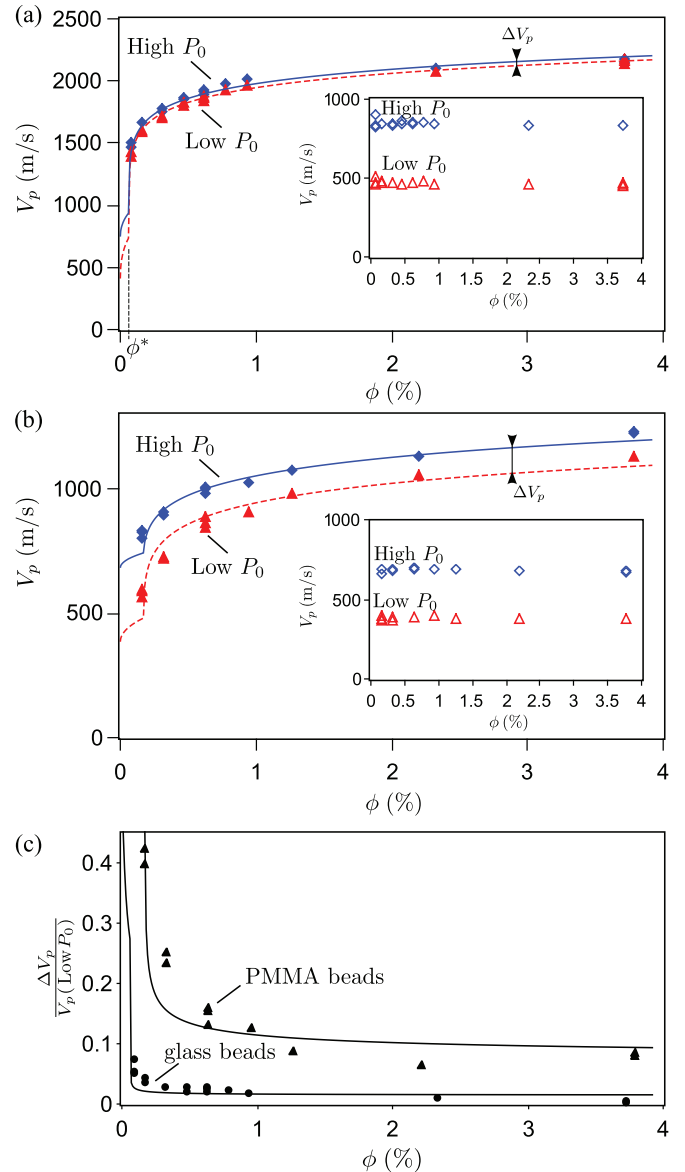 (a)
2500
2000
1500
1000
500
0
V_p (m/s)
High P_0
Low P_0
ΔV_p
ϕ*
0 1 2 3 4
ϕ (%)
1000
500
0
V_p (m/s)
High P_0
Low P_0
0 0.5 1 1.5 2 2.5 3 3.5 4
ϕ (%)
(b)
1000
500
0
V_p (m/s)
High P_0
Low P_0
ΔV_p
0 1 2 3 4
ϕ (%)
1000
500
0
V_p (m/s)
High P_0
Low P_0
0 0.5 1 1.5 2 2.5 3 3.5 4
ϕ (%)
(c)
0.4
0.3
0.2
0.1
0
ΔV_p
V_p(Low P_0)
PMMA beads
glass beads
0 1 2 3 4
ϕ (%)